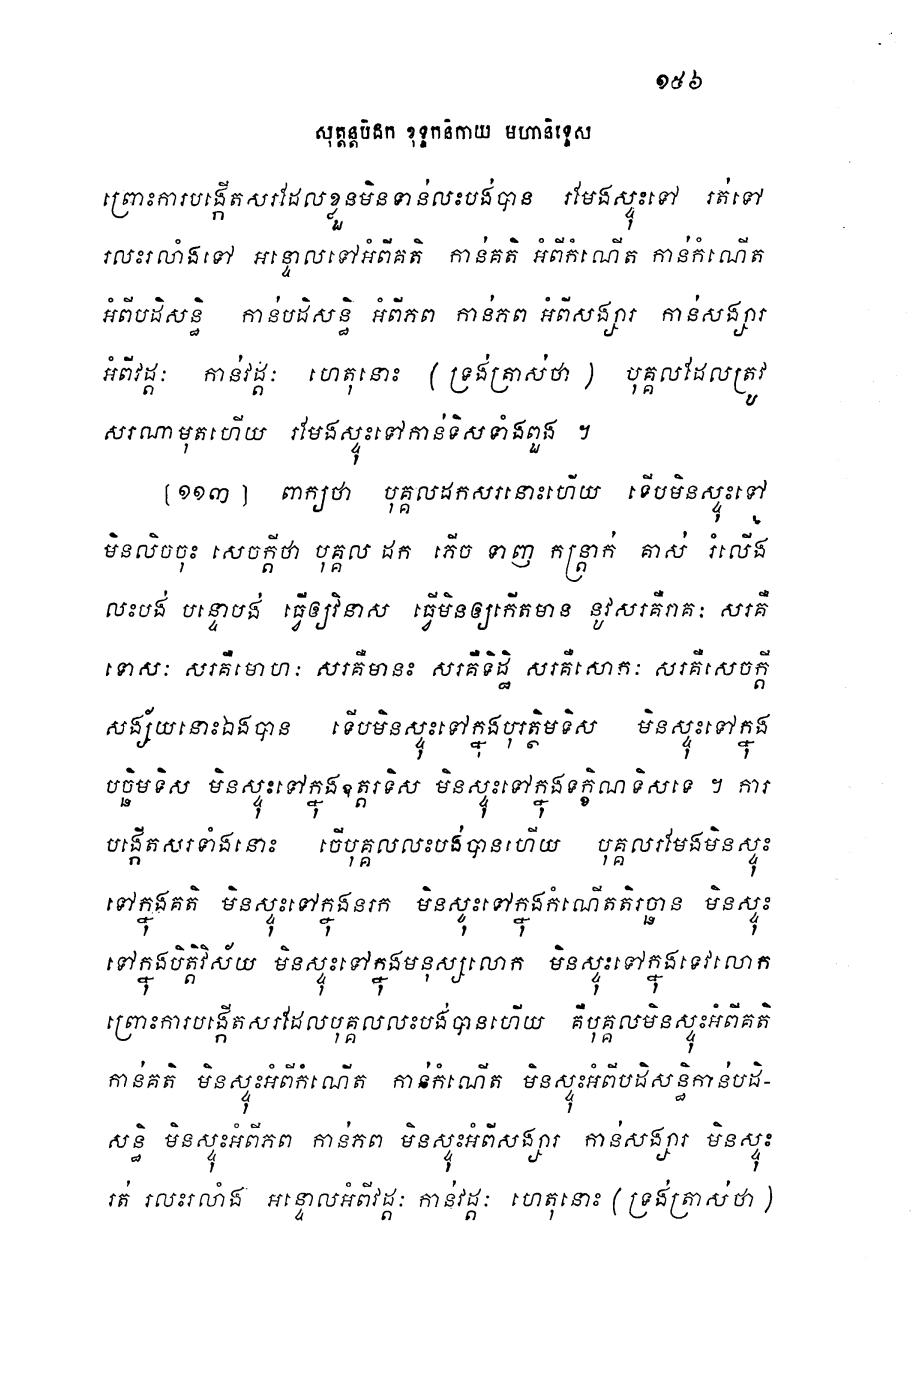 ១៥៦
សុត្តន្តបិដក ខុទ្ទកនិកាយ មហានិទ្ទេស
ព្រោះការបង្កើតសរដែលខ្លួនមិនទាន់លះបង់បាន រមែងស្ទុះទៅ រត់ទៅ
រលះរលាំងទៅ អន្ទោលទៅអំពីគតិ កាន់គតិ អំពីកំណើត កាន់កំណើត
អំពីបដិសន្ធិ កាន់បដិសន្ធិ អំពីភព កាន់ភព អំពីសង្សារ កាន់សង្សារ
អំពីវដ្តៈ កាន់វដ្តៈ ហេតុនោះ (ទ្រង់ត្រាស់ថា) បុគ្គលដែលត្រូវ
សរណាមុតហើយ រមែងស្ទុះទៅកាន់ទិសទាំងពួង ។
[១១៣] ពាក្យថា បុគ្គលដកសរនោះហើយ ទើបមិនស្ទុះទៅ
មិនលិចចុះ សេចក្តីថា បុគ្គល ដក កើច ទាញ កន្ត្រាក់ គាស់ រំលើង
លះបង់ បន្ទោបង់ ធ្វើឲ្យវិនាស ធ្វើមិនឲ្យកើតមាន នូវសរគឺរាគៈ សរគឺ
ទោសៈ សរគឺមោហៈ សរគឺមានះ សរគឺទិដ្ឋិ សរគឺសោកៈ សរគឺសេចក្តី
សង្ស័យនោះឯងបាន ទើបមិនស្ទុះទៅក្នុងបុរត្ថិមទិស មិនស្ទុះទៅក្នុង
បច្ឆិមទិស មិនស្ទុះទៅក្នុងឧត្តរទិស មិនស្ទុះទៅក្នុងទក្ខិណទិសទេ ។ ការ
បង្កើតសរទាំងនោះ ចើបុគ្គលលះបង់បានហើយ បុគ្គលរមែងមិនស្ទុះ
ទៅក្នុងគតិ មិនស្ទុះទៅក្នុងនរក មិនស្ទុះទៅក្នុងកំណើតតិរច្ឆាន មិនស្ទុះ
ទៅក្នុងបិត្តិវិស័យ មិនស្ទុះទៅក្នុងមនុស្សលោក មិនស្ទុះទៅក្នុងទេវលោក
ព្រោះការបង្កើតសរដែលបុគ្គលលះបង់បានហើយ គឺបុគ្គលមិនស្ទុះអំពីគតិ
កាន់គតិ មិនស្ទុះអំពីកំណើត កាន់កំណើត មិនស្ទុះអំពីបដិសន្ធិកាន់បដិ-
សន្ធិ មិនស្ទុះអំពីភព កាន់ភព មិនស្ទុះអំពីសង្សារ កាន់សង្សារ មិនស្ទុះ
រត់ រលះរលាំង អន្ទោលអំពីវដ្តៈ កាន់វដ្តៈ ហេតុនោះ (ទ្រង់ត្រាស់ថា)